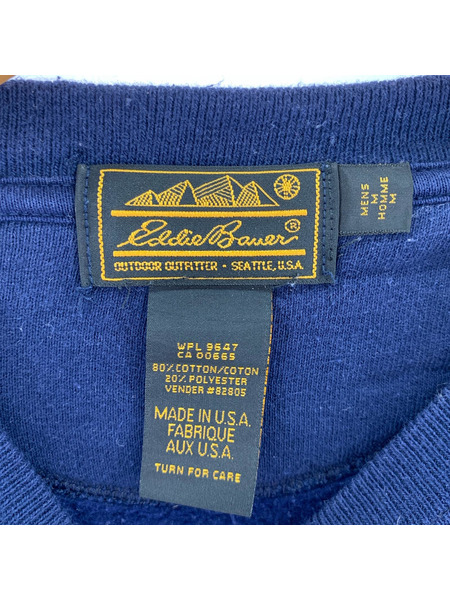 Eddie Bauer®
OUTDOOR OUTFITTER · SEATTLE, U.S.A.
MENS
M
HOMME
M
WPL 9647
CA 00665
80% COTTON/COTON
20% POLYESTER
VENDER #82805
MADE IN U.S.A.
FABRIQUE
AUX U.S.A.
TURN FOR CARE